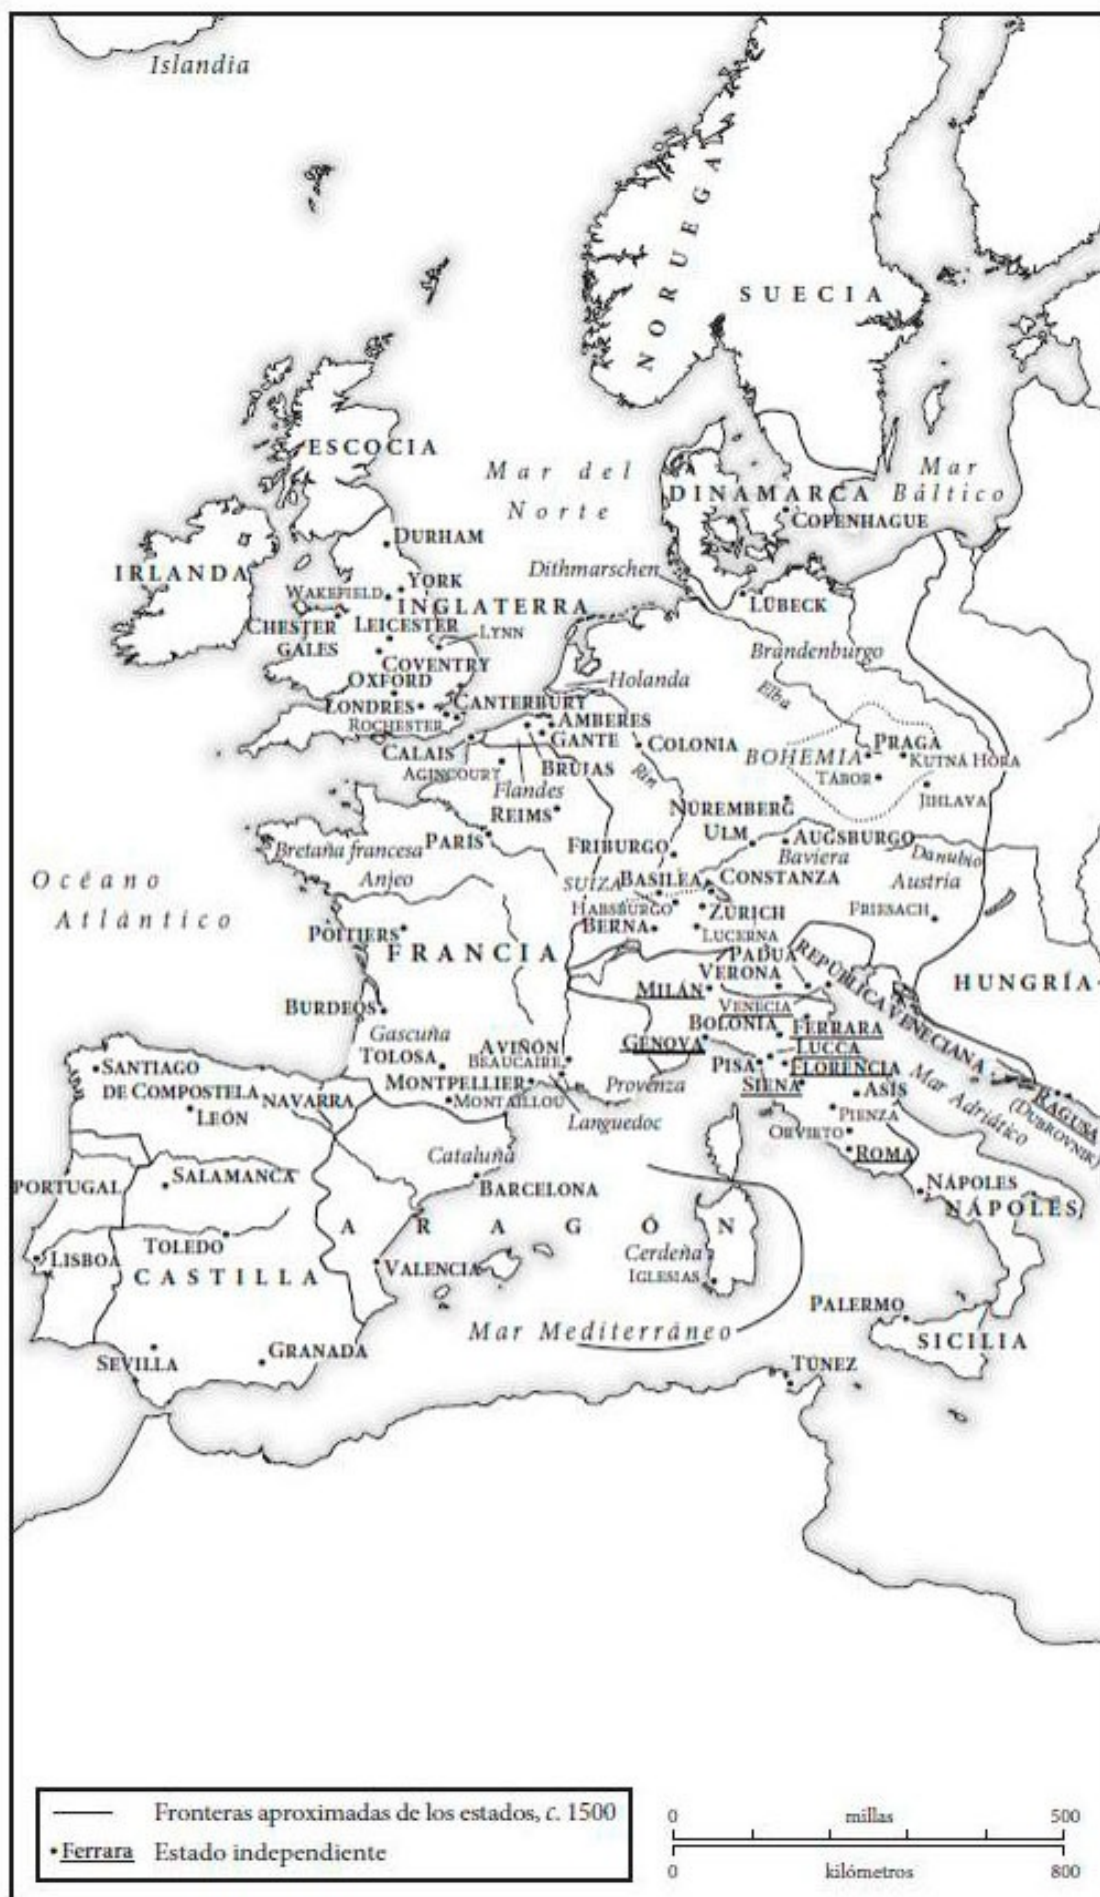 Islandia
NORUEGA
SUECIA
ESCOCIA
Mar del
Norte
Mar
Báltico
DINAMARCA
COPENHAGUE
DURHAM
Dithmarschen
IRLANDA
YORK
WAKEFIELD
INGLATERRA
LÜBECK
CHESTER
LEICESTER
LYNN
GALES
COVENTRY
Brandenburgo
OXFORD
Holanda
Elba
LONDRES
CANTERBURY
ROCHESTER
AMBERES
GANTE
COLONIA
PRAGA
CALAIS
BOHEMIA
KUTNÁ HORA
AGINCOURT
BRUJAS
Rin
TÁBOR
Flandes
JIHLAVA
REIMS
NÚREMBERG
PARÍS
ULM
AUGSBURGO
Bretaña francesa
FRIBURGO
Baviera
Danubio
Océano
Atlántico
Anjeo
SUIZA
BASILEA
CONSTANZA
Austria
HABSBURGO
ZÚRICH
FRIESACH
POITIERS
BERNA
LUCERNA
FRANCIA
PADUA
VERONA
REPÚBLICA VENECIANA
HUNGRÍA
MILÁN
VENECIA
BURDEOS
BOLONIA
FERRARA
Gascuña
GÉNOVA
LUCCA
AVIÑÓN
TOLOSA
BEAUCAIRE
PISA
FLORENCIA
SANTIAGO
DE COMPOSTELA
MONTPELLIER
Provenza
SIENA
ASÍS
Mar Adriático
RAGUSA
(DUBROVNIK)
NAVARRA
MONTAILLOU
LEÓN
Languedoc
PIENZA
ORVIETO
ROMA
Cataluña
SALAMANCA
PORTUGAL
BARCELONA
NÁPOLES
NÁPOLES
ARAGÓN
TOLEDO
LISBOA
Cerdeña
VALENCIA
CASTILLA
IGLESIAS
PALERMO
Mar Mediterráneo
SICILIA
GRANADA
SEVILLA
TÚNEZ
Fronteras aproximadas de los estados, c. 1500
Ferrara Estado independiente
0 millas 500
0 kilómetros 800